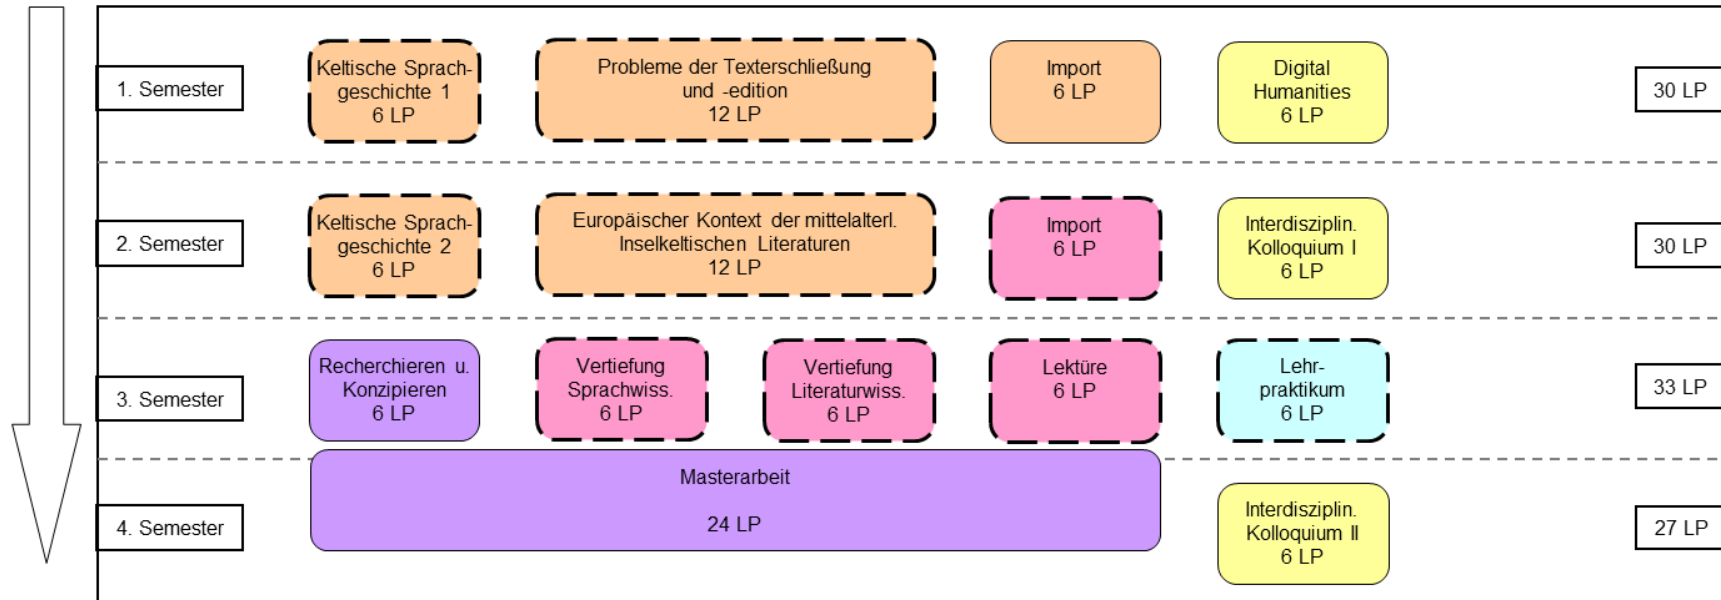 1. Semester
Keltische Sprach-
geschichte 1
6 LP
Probleme der Texterschließung
und -edition
12 LP
Import
6 LP
Digital
Humanities
6 LP
30 LP
2. Semester
Keltische Sprach-
geschichte 2
6 LP
Europäischer Kontext der mittelalterl.
Inselkeltischen Literaturen
12 LP
Import
6 LP
Interdisziplin.
Kolloquium I
6 LP
30 LP
3. Semester
Recherchieren u.
Konzipieren
6 LP
Vertiefung
Sprachwiss.
6 LP
Vertiefung
Literaturwiss.
6 LP
Lektüre
6 LP
Lehr-
praktikum
6 LP
33 LP
4. Semester
Masterarbeit
24 LP
Interdisziplin.
Kolloquium II
6 LP
27 LP